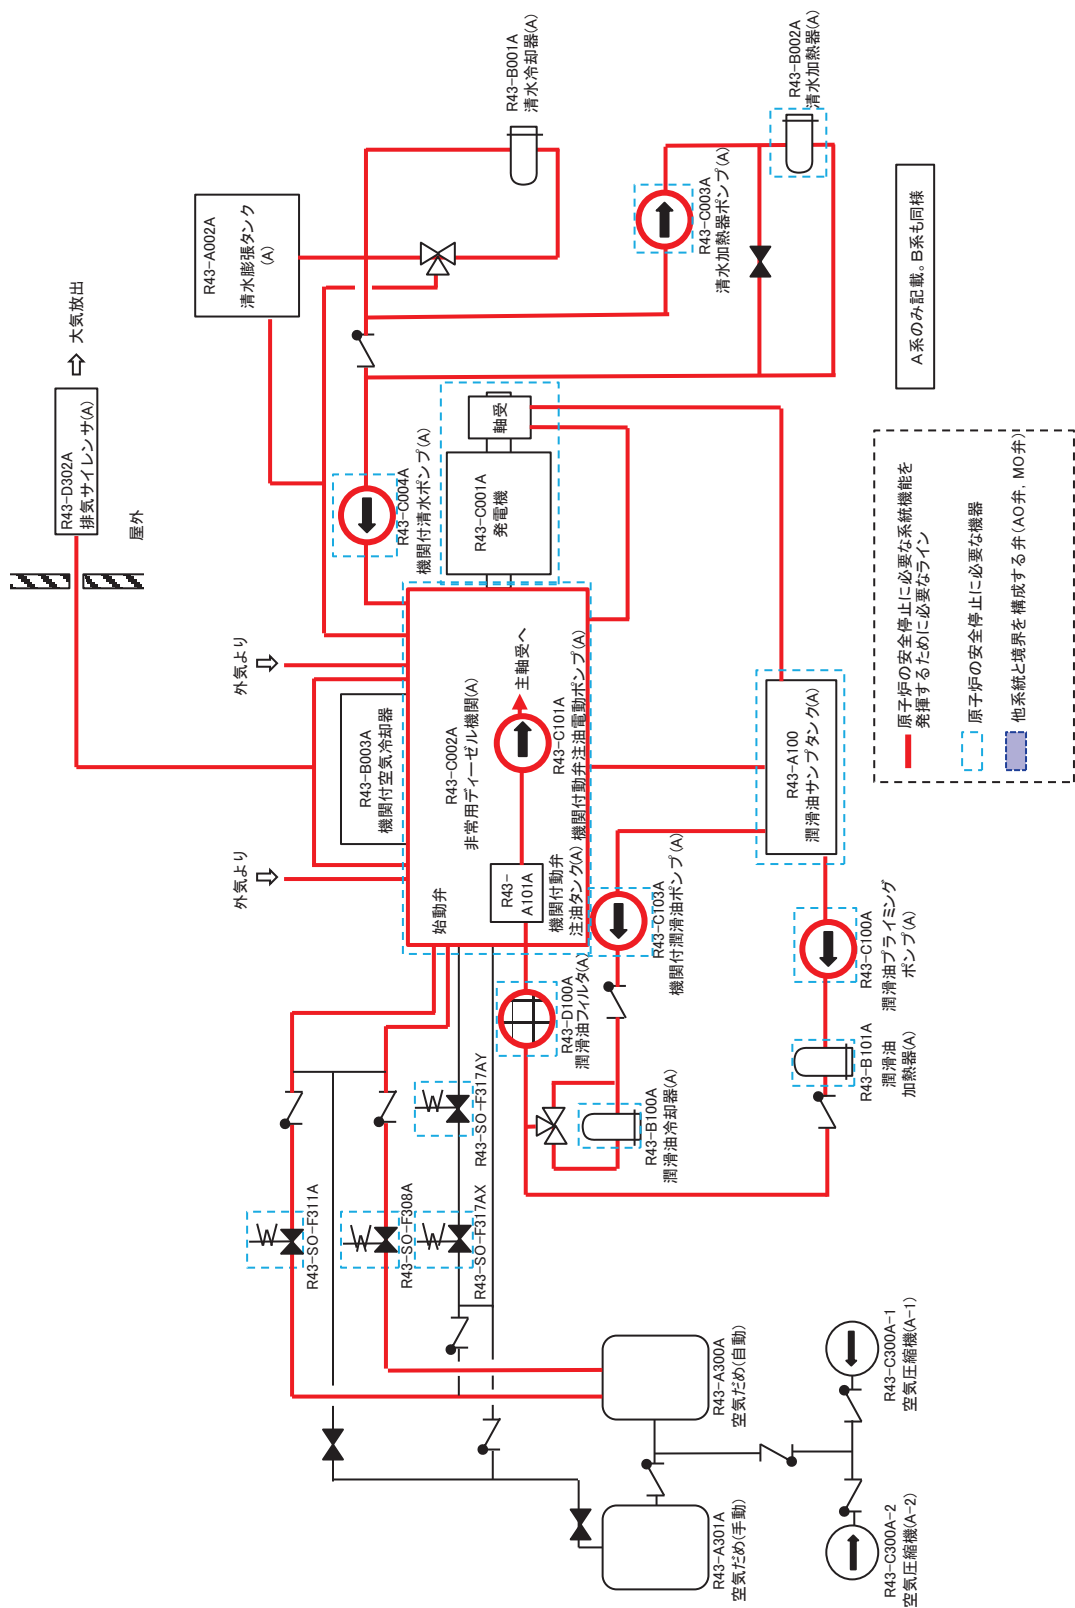 R43-D302A
排気サイレンサ(A)
大気放出
屋外
R43-A002A
清水膨張タンク
(A)
R43-B001A
清水冷却器(A)
R43-B002A
清水加熱器(A)
R43-C003A
清水加熱器ポンプ(A)
R43-C004A
機関付清水ポンプ(A)
軸受
R43-C001A
発電機
A系のみ記載。B系も同様
外気より
外気より
R43-B003A
機関付空気冷却器
R43-C002A
非常用ディーゼル機関(A)
主軸受へ
R43-C101A
機関付動弁注油電動ポンプ(A)
始動弁
R43-
A101A
機関付動弁
注油タンク(A)
R43-C103A
機関付潤滑油ポンプ(A)
R43-A100
潤滑油サンプタンク(A)
R43-D100A
潤滑油フィルタ(A)
R43-B100A
潤滑油冷却器(A)
R43-C100A
潤滑油プライミング
ポンプ(A)
R43-B101A
潤滑油
加熱器(A)
R43-SO-F311A
R43-SO-F308A
R43-SO-F317AY
R43-SO-F317AX
R43-A300A
空気だめ(自動)
R43-A301A
空気だめ(手動)
R43-C300A-1
空気圧縮機(A-1)
R43-C300A-2
空気圧縮機(A-2)
原子炉の安全停止に必要な系統機能を
発揮するために必要なライン
原子炉の安全停止に必要な機器
他系統と境界を構成する弁(AO弁，MO弁)